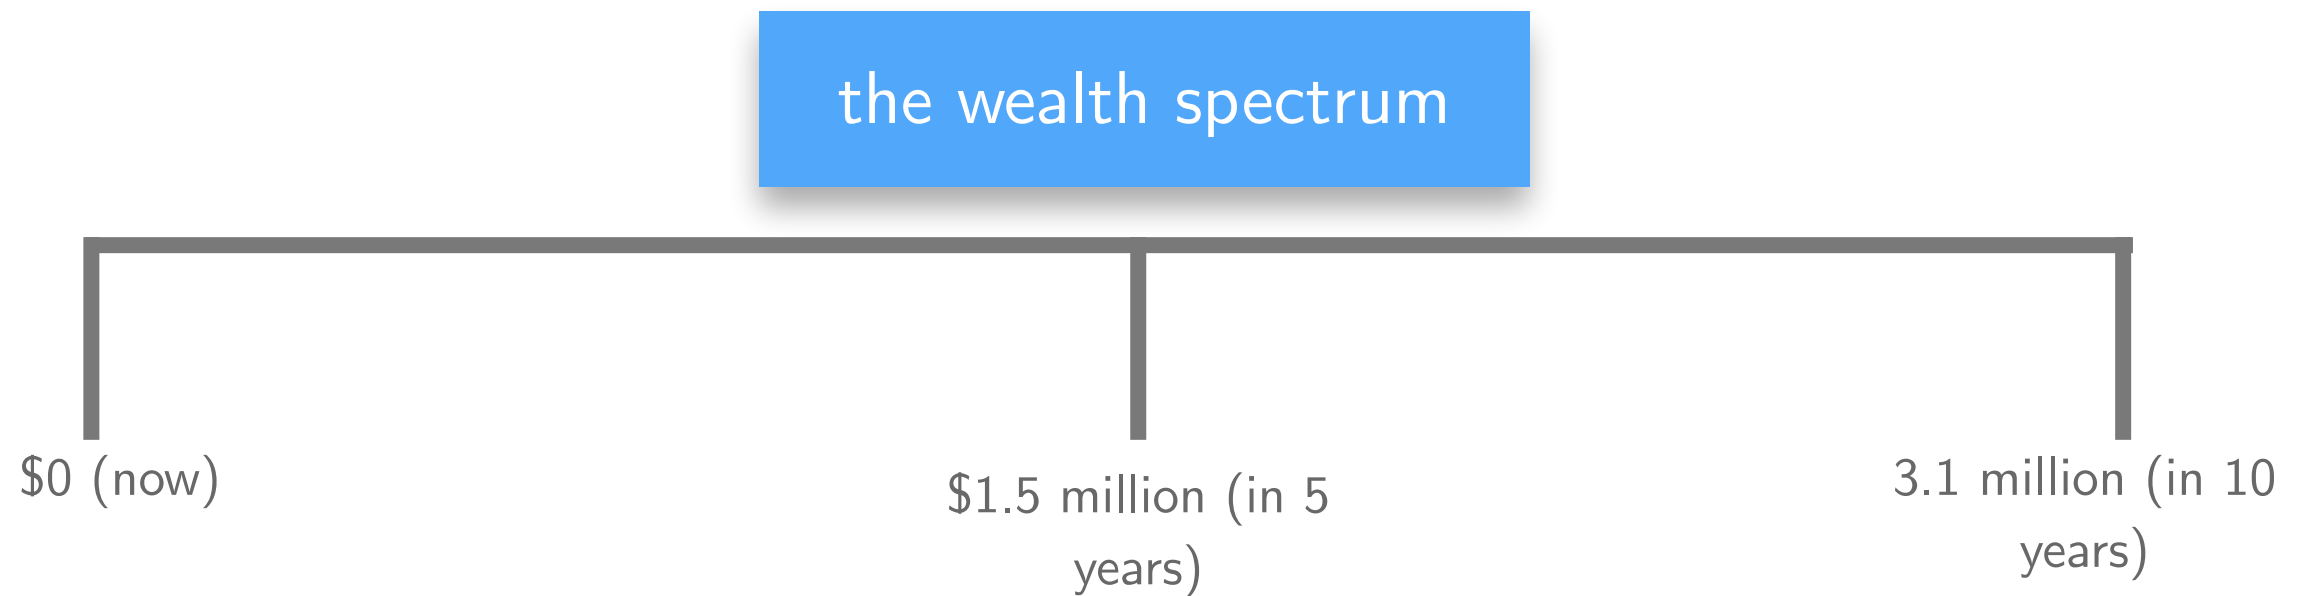 the wealth spectrum
$0 (now)
$1.5 million (in 5
years)
3.1 million (in 10
years)